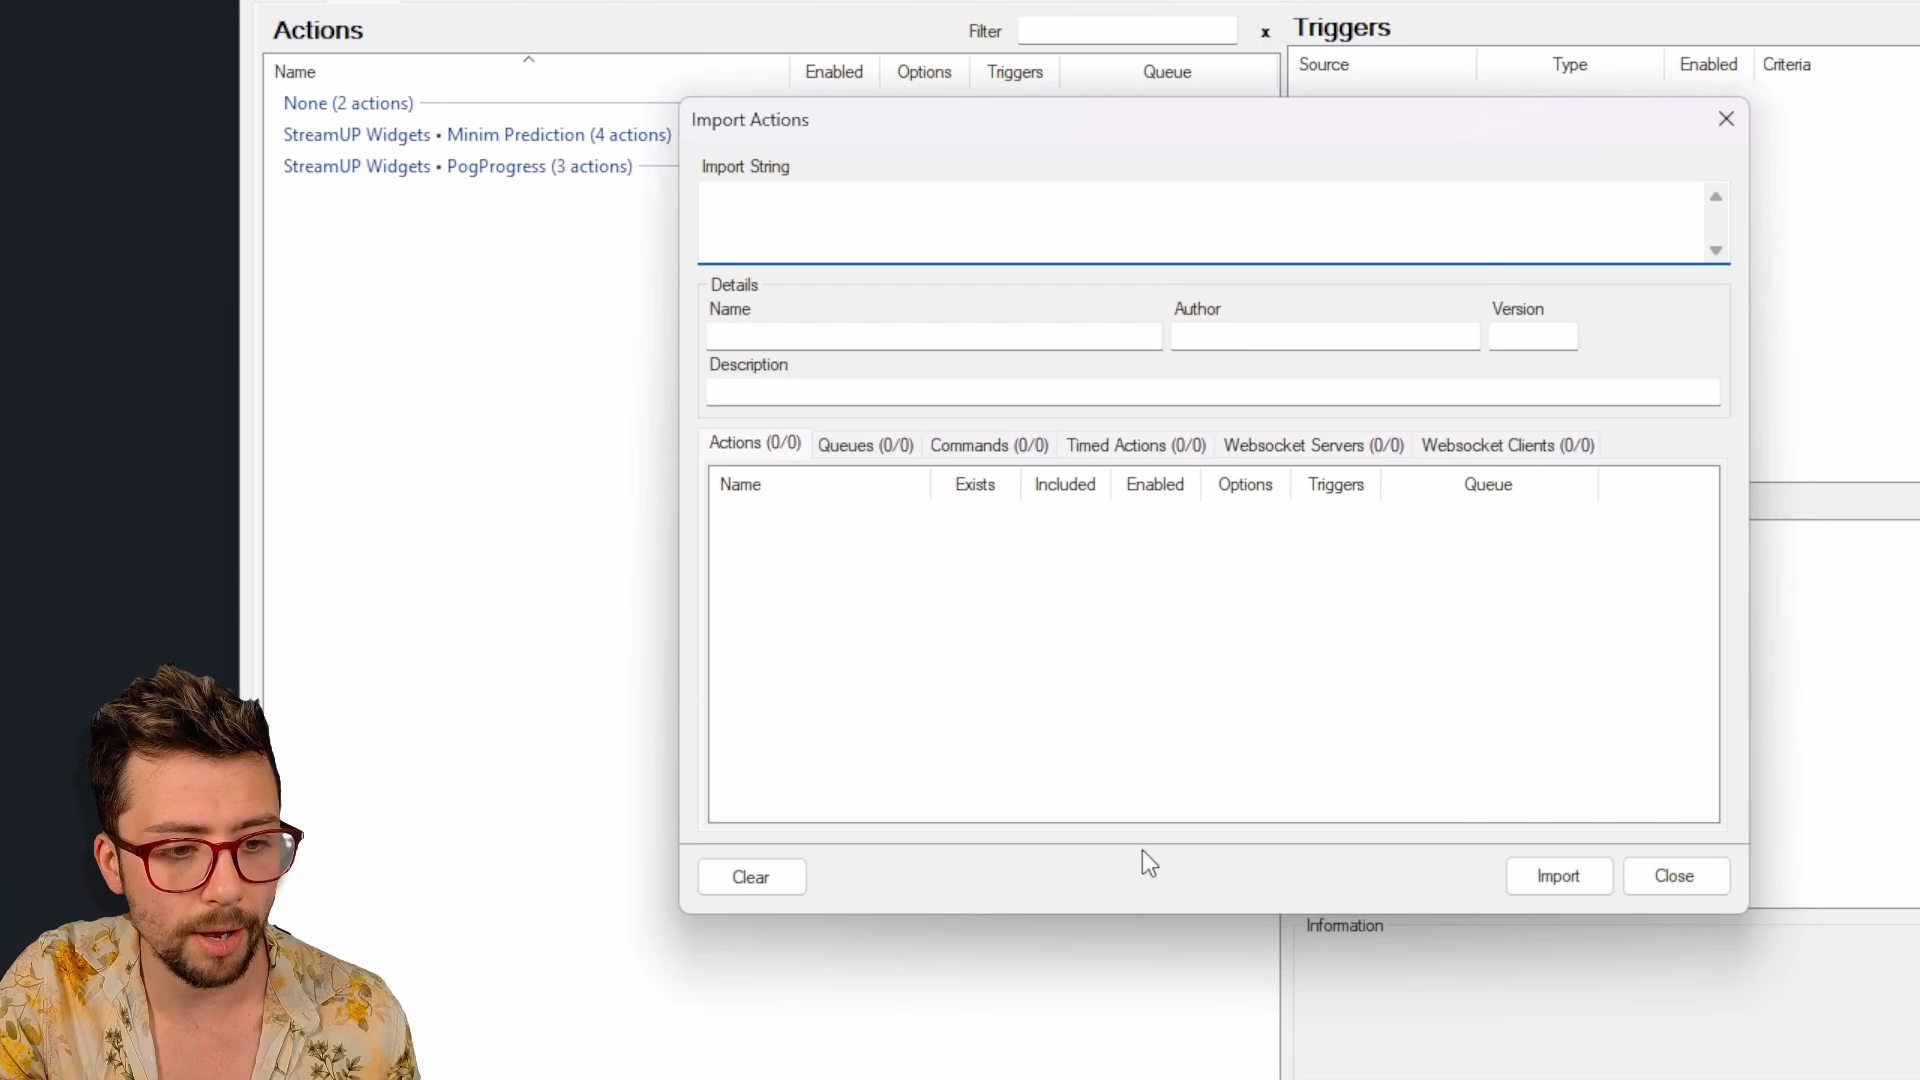 Actions
Filter
x
Triggers
Name
Enabled
Options
Triggers
Queue
Source
Type
Enabled
Criteria
None (2 actions)
StreamUP Widgets • Minim Prediction (4 actions)
StreamUP Widgets • PogProgress (3 actions)
Import Actions
Import String
Details
Name
Author
Version
Description
Actions (0/0)
Queues (0/0)
Commands (0/0)
Timed Actions (0/0)
Websocket Servers (0/0)
Websocket Clients (0/0)
Name
Exists
Included
Enabled
Options
Triggers
Queue
Clear
Import
Close
Information